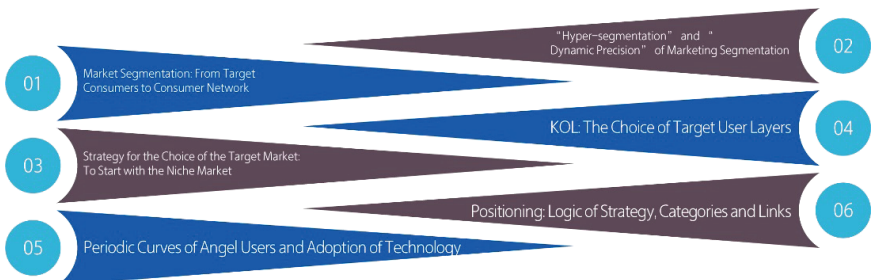 01
Market Segmentation: From Target
Consumers to Consumer Network
“Hyper-segmentation” and “
Dynamic Precision” of Marketing Segmentation
02
03
Strategy for the Choice of the Target Market:
To Start with the Niche Market
KOL: The Choice of Target User Layers
04
05
Periodic Curves of Angel Users and Adoption of Technology
Positioning: Logic of Strategy, Categories and Links
06